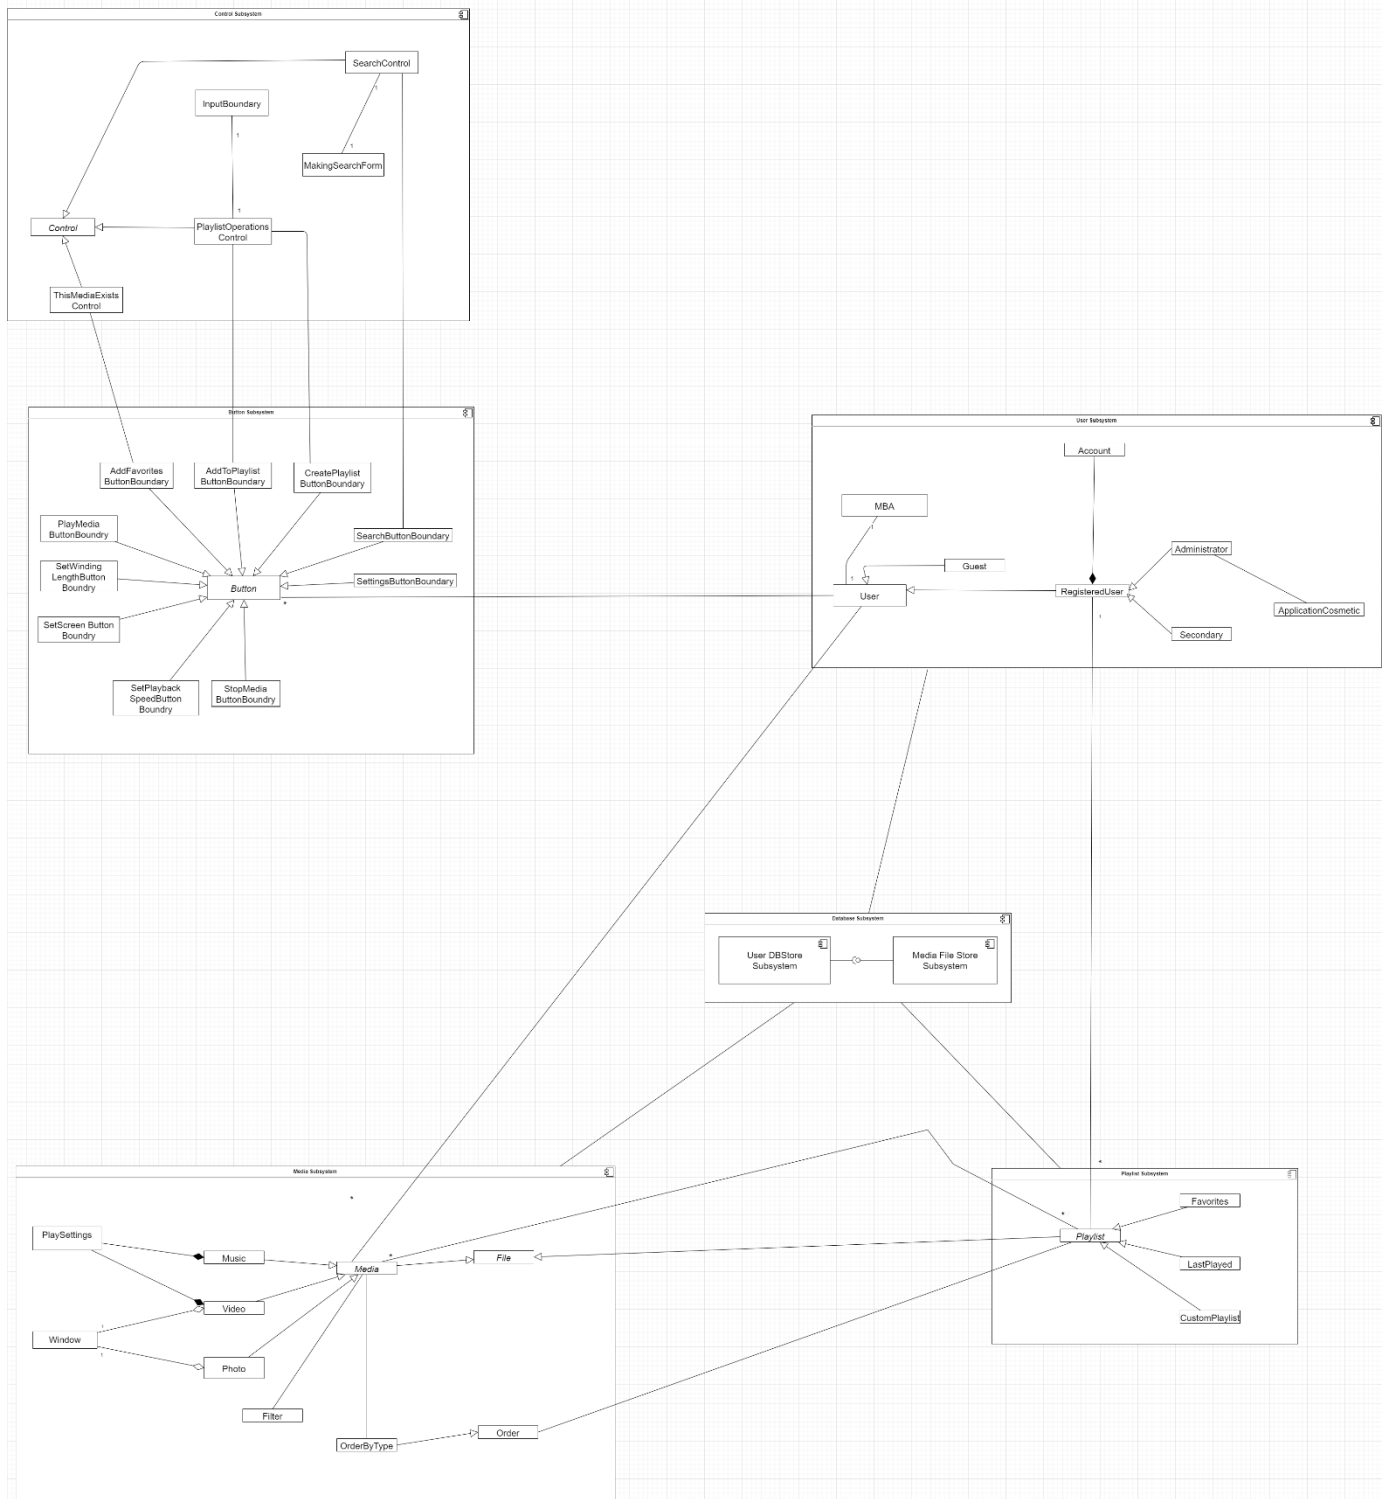 Control Subsystem
SearchControl
1
InputBoundary
1
1
MakingSearchForm
1
Control
PlaylistOperations
Control
ThisMediaExists
Control
Button Subsystem
AddFavorites
ButtonBoundary
AddToPlaylist
ButtonBoundary
CreatePlaylist
ButtonBoundary
PlayMedia
ButtonBoundry
SearchButtonBoundary
SetWinding
LengthButton
Boundry
Button
SettingsButtonBoundary
*
SetScreen Button
Boundry
SetPlayback
SpeedButton
Boundry
StopMedia
ButtonBoundry
User Subsystem
Account
MBA
1
Administrator
Guest
1
User
RegisteredUser
ApplicationCosmetic
1
Secondary
Database Subsystem
User DBStore
Subsystem
Media File Store
Subsystem
Media Subsystem
*
PlaySettings
Music
*
File
Media
Video
1
Window
1
Photo
Filter
OrderByType
Order
*
Playlist Subsystem
Favorites
*
Playlist
LastPlayed
CustomPlaylist